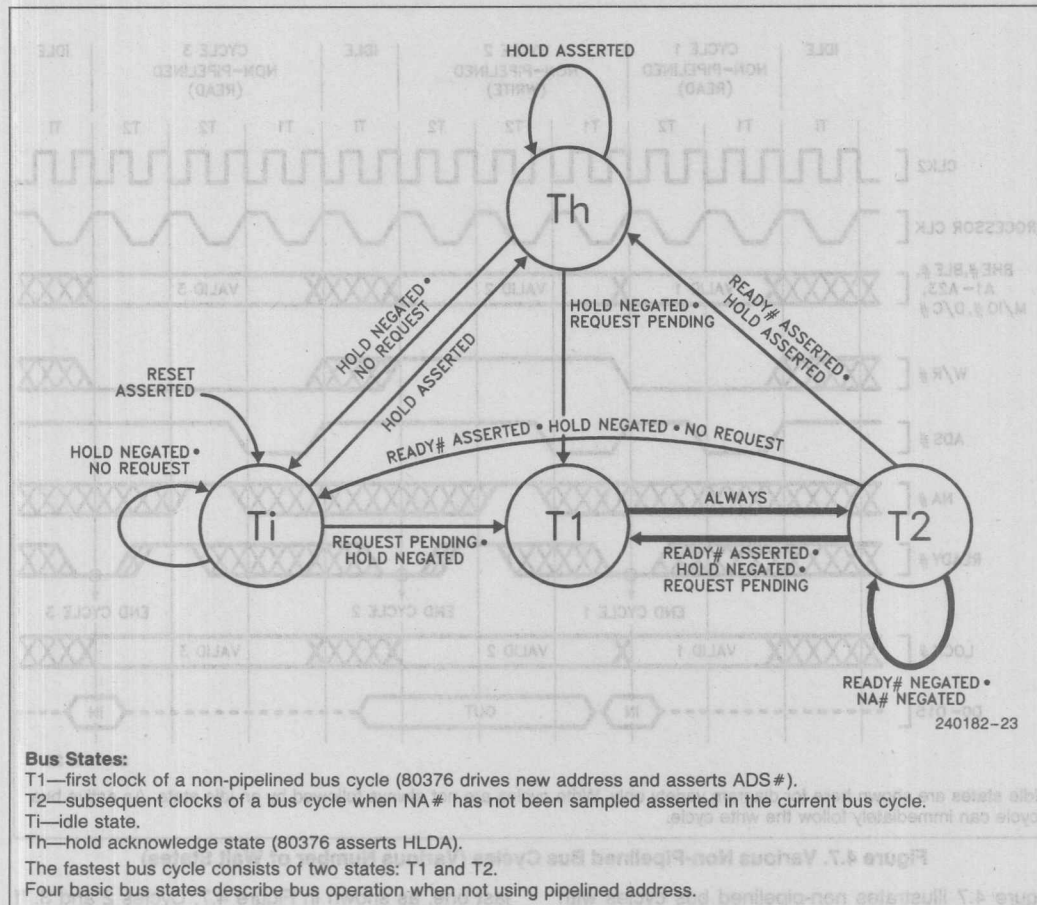 HOLD ASSERTED
Th
HOLD NEGATED •
NO REQUEST
HOLD ASSERTED
HOLD NEGATED •
REQUEST PENDING
READY# ASSERTED •
HOLD ASSERTED
RESET
ASSERTED
HOLD NEGATED •
NO REQUEST
READY# ASSERTED • HOLD NEGATED • NO REQUEST
Ti
REQUEST PENDING •
HOLD NEGATED
T1
ALWAYS
READY# ASSERTED •
HOLD NEGATED •
REQUEST PENDING
T2
READY# NEGATED •
NA# NEGATED
240182-23
Bus States:
T1—first clock of a non-pipelined bus cycle (80376 drives new address and asserts ADS#).
T2—subsequent clocks of a bus cycle when NA# has not been sampled asserted in the current bus cycle.
Ti—idle state.
Th—hold acknowledge state (80376 asserts HLDA).
The fastest bus cycle consists of two states: T1 and T2.
Four basic bus states describe bus operation when not using pipelined address.